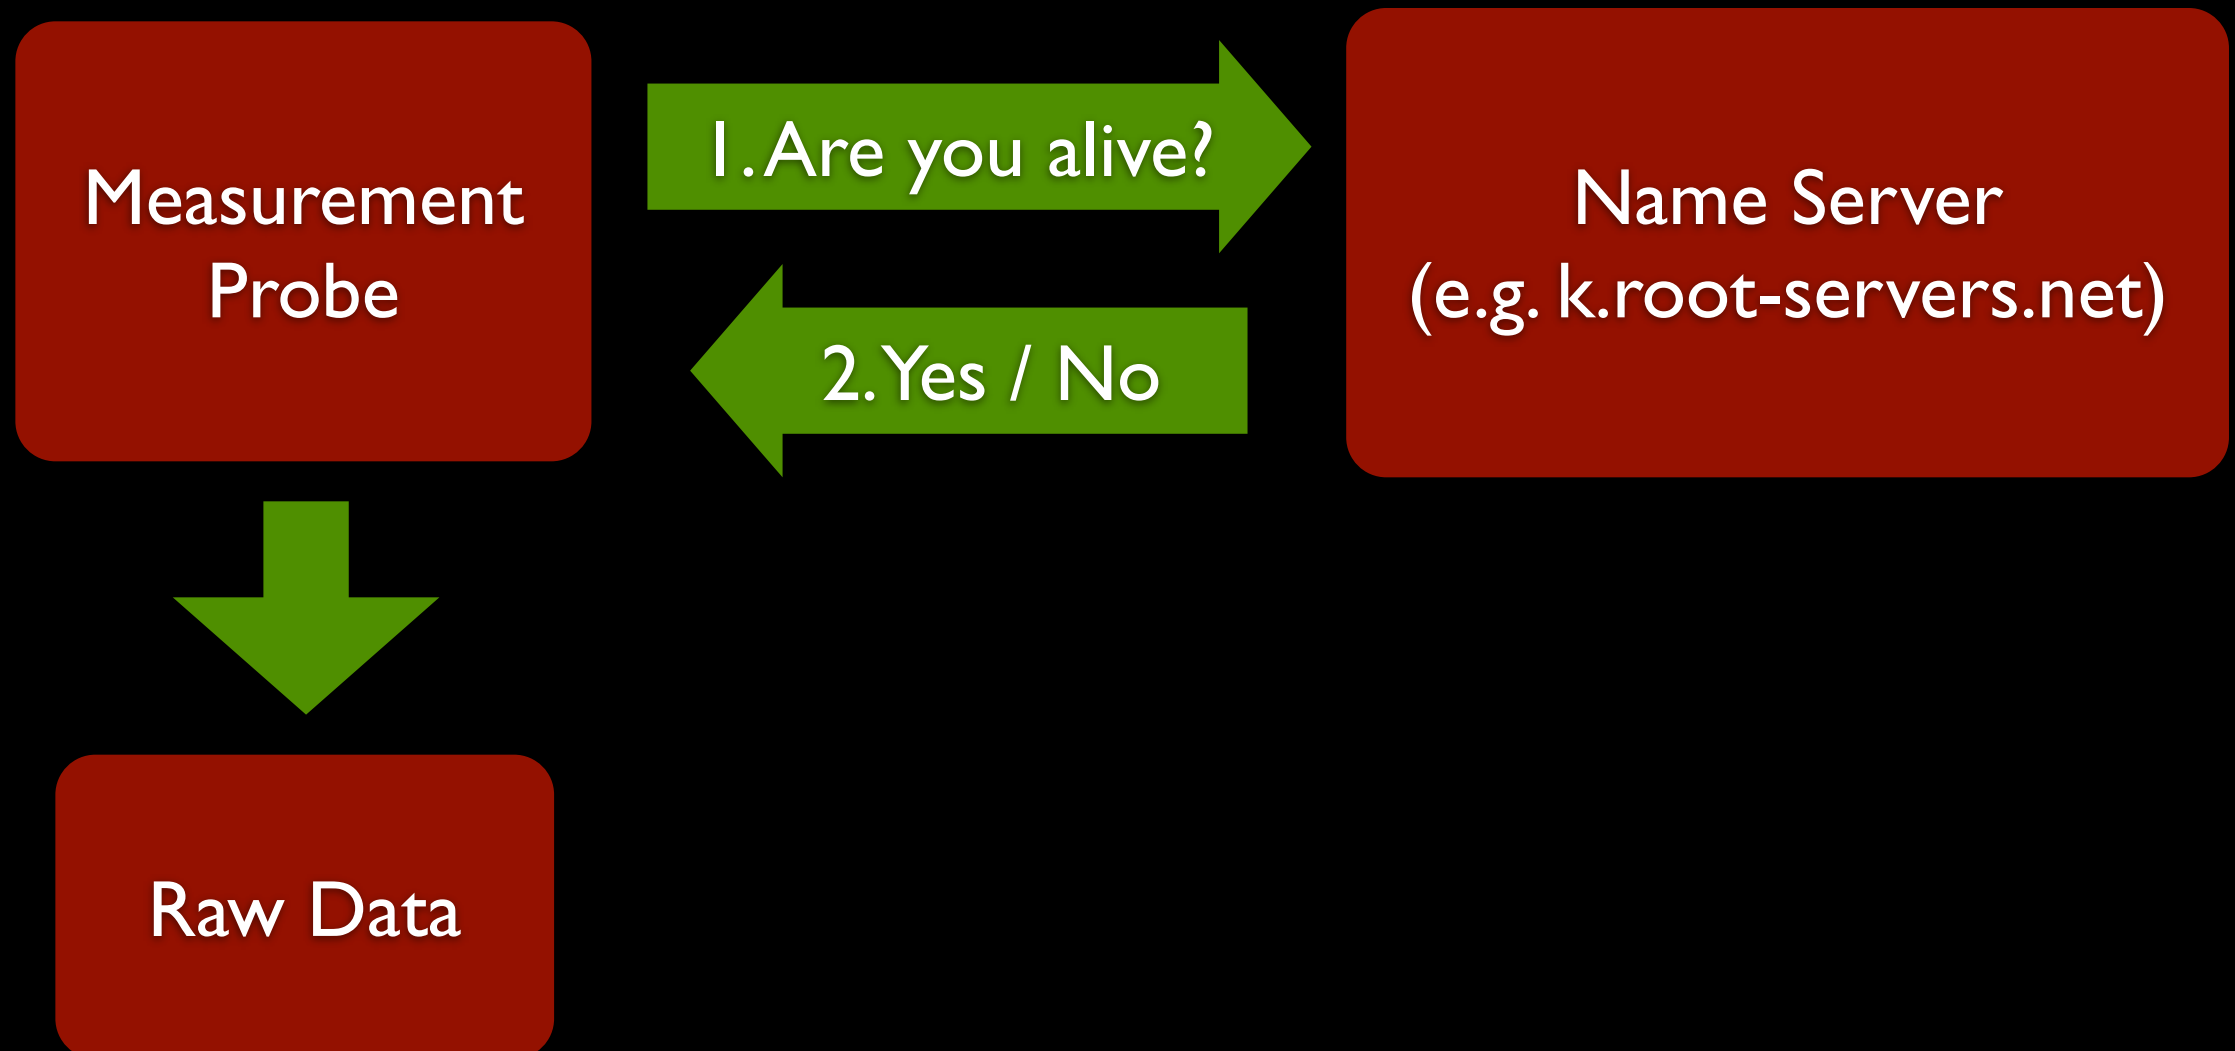 Measurement
Probe
1. Are you alive?
2. Yes / No
Name Server
(e.g. k.root-servers.net)
Raw Data